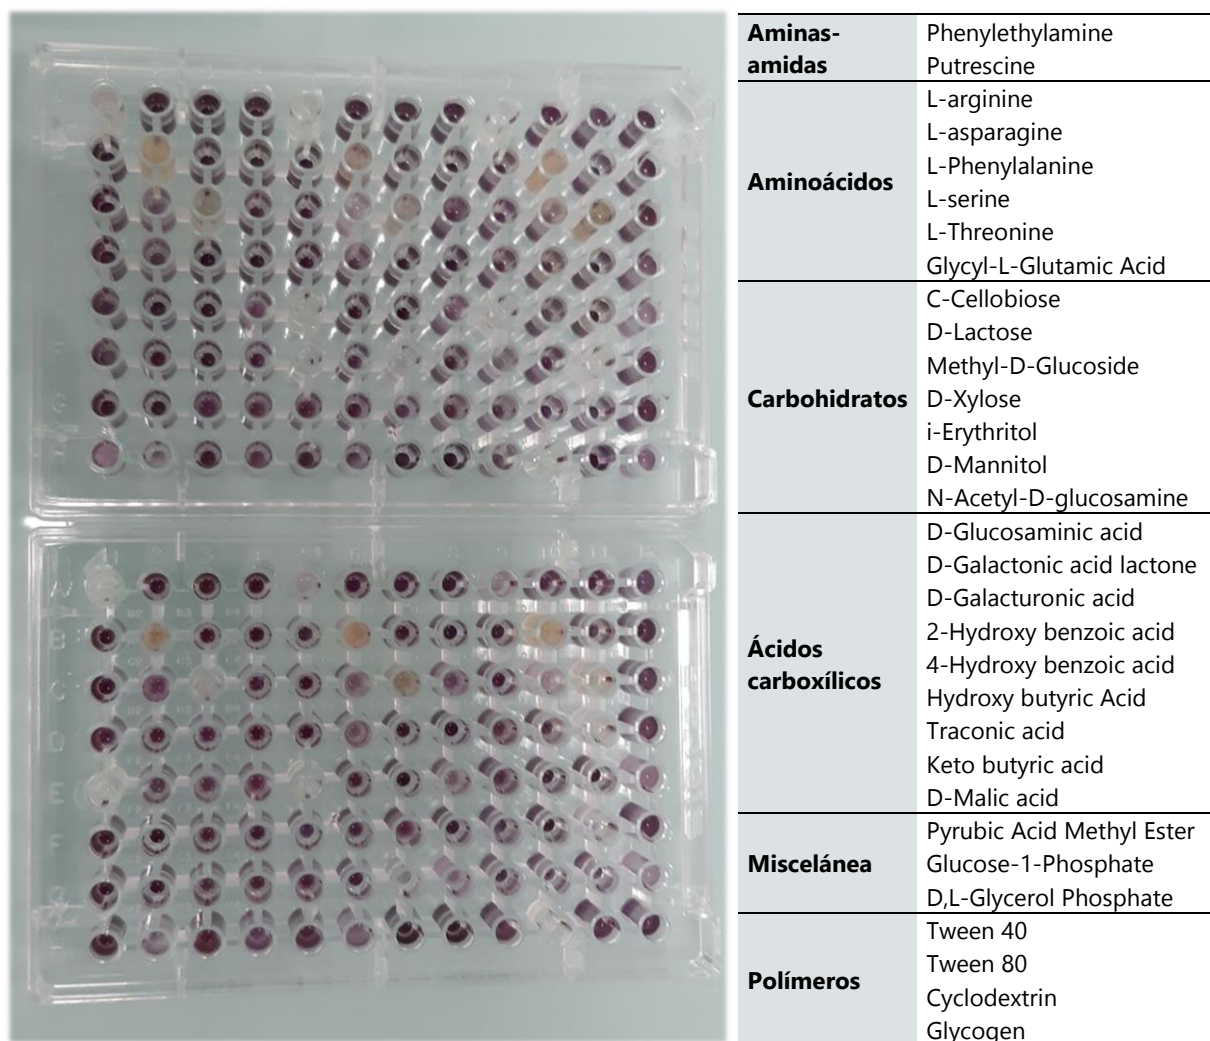 Aminas-
amidas
Phenylethylamine
Putrescine
Aminoácidos
L-arginine
L-asparagine
L-Phenylalanine
L-serine
L-Threonine
Glycyl-L-Glutamic Acid
Carbohidratos
C-Cellobiose
D-Lactose
Methyl-D-Glucoside
D-Xylose
i-Erythritol
D-Mannitol
N-Acetyl-D-glucosamine
Ácidos
carboxílicos
D-Glucosaminic acid
D-Galactonic acid lactone
D-Galacturonic acid
2-Hydroxy benzoic acid
4-Hydroxy benzoic acid
Hydroxy butyric Acid
Traconic acid
Keto butyric acid
D-Malic acid
Miscelánea
Pyrubic Acid Methyl Ester
Glucose-1-Phosphate
D,L-Glycerol Phosphate
Polímeros
Tween 40
Tween 80
Cyclodextrin
Glycogen
A
B
C
D
E
F